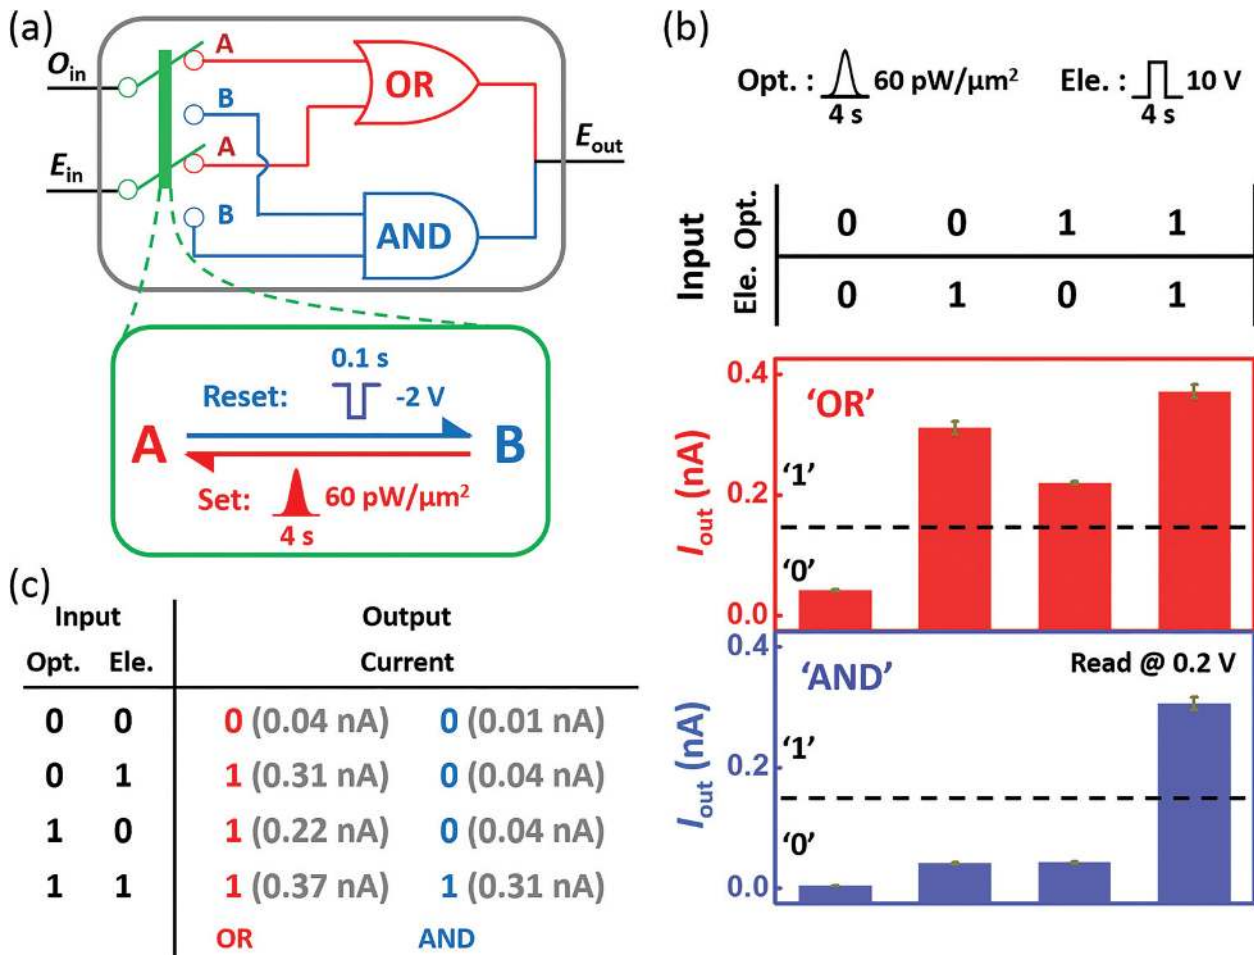 (a)
O_in
E_in
A
B
A
B
OR
AND
E_out
0.1 s
Reset:
-2 V
A
B
Set:
60 pW/μm²
4 s
(b)
Opt. :
60 pW/μm²
4 s
Ele. :
10 V
4 s
Input
Opt.
0 0 1 1
Ele.
0 1 0 1
'OR'
I_out (nA)
0.4
0.2
0.0
'1'
'0'
'AND'
Read @ 0.2 V
I_out (nA)
0.4
0.2
0.0
'1'
'0'
(c)
Input Output
Opt. Ele. Current
0 0 0 (0.04 nA) 0 (0.01 nA)
0 1 1 (0.31 nA) 0 (0.04 nA)
1 0 1 (0.22 nA) 0 (0.04 nA)
1 1 1 (0.37 nA) 1 (0.31 nA)
OR AND